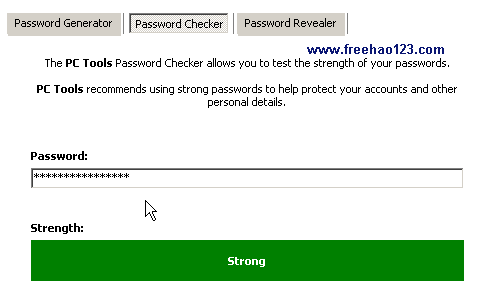 Password Generator Password Checker Password Revealer
www.freehao123.com
The PC Tools Password Checker allows you to test the strength of your passwords.
PC Tools recommends using strong passwords to help protect your accounts and other
personal details.
Password:
****************
Strength:
Strong